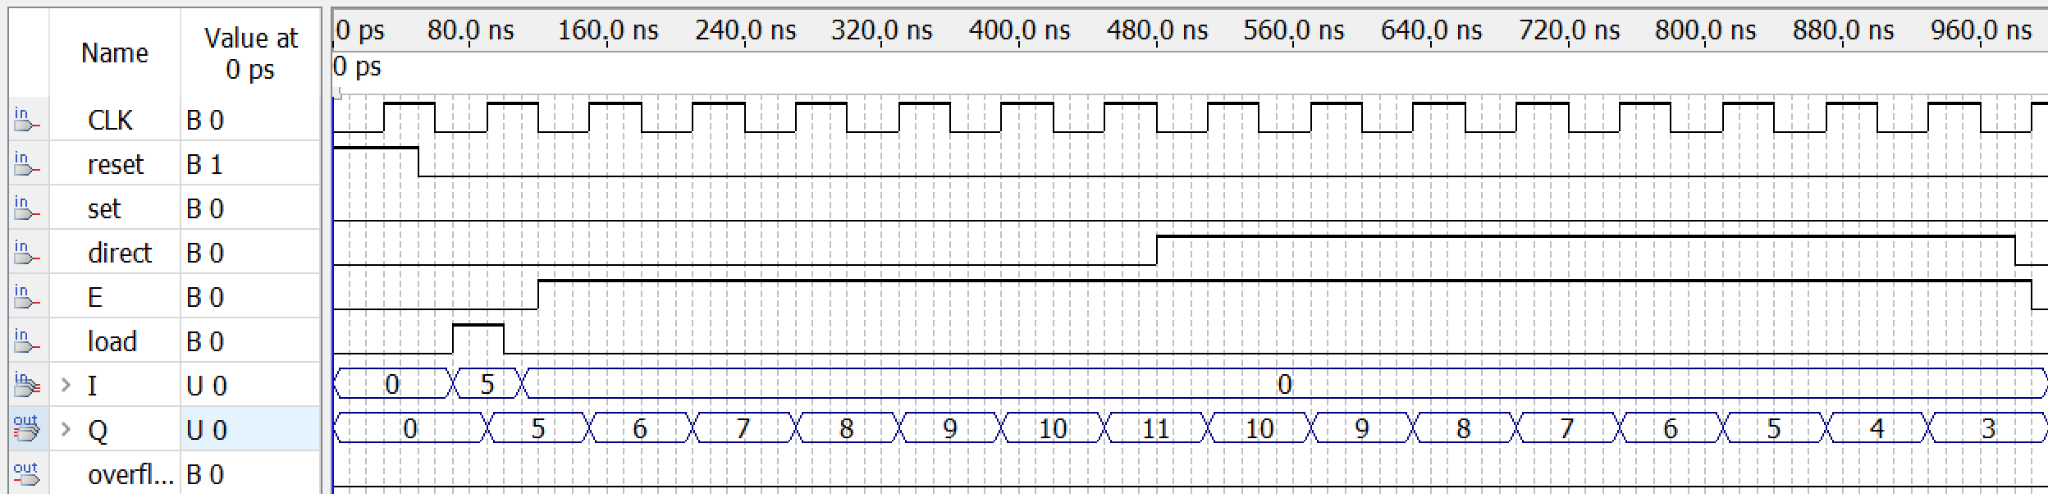 Name
Value at
0 ps
0 ps 80.0 ns 160.0 ns 240.0 ns 320.0 ns 400.0 ns 480.0 ns 560.0 ns 640.0 ns 720.0 ns 800.0 ns 880.0 ns 960.0 ns
0 ps
in CLK B 0
in reset B 1
in set B 0
in direct B 0
in E B 0
in load B 0
in > I U 0 0 5 0
out > Q U 0 0 5 6 7 8 9 10 11 10 9 8 7 6 5 4 3
out overfl... B 0